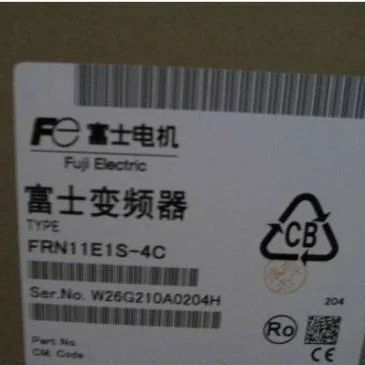 Fe 富士电机
Fuji Electric
富士变频器
TYPE
FRN11E1S-4C
Ser.No. W26G210A0204H
Part No.
CM. Code
CB
204
Ro
CE